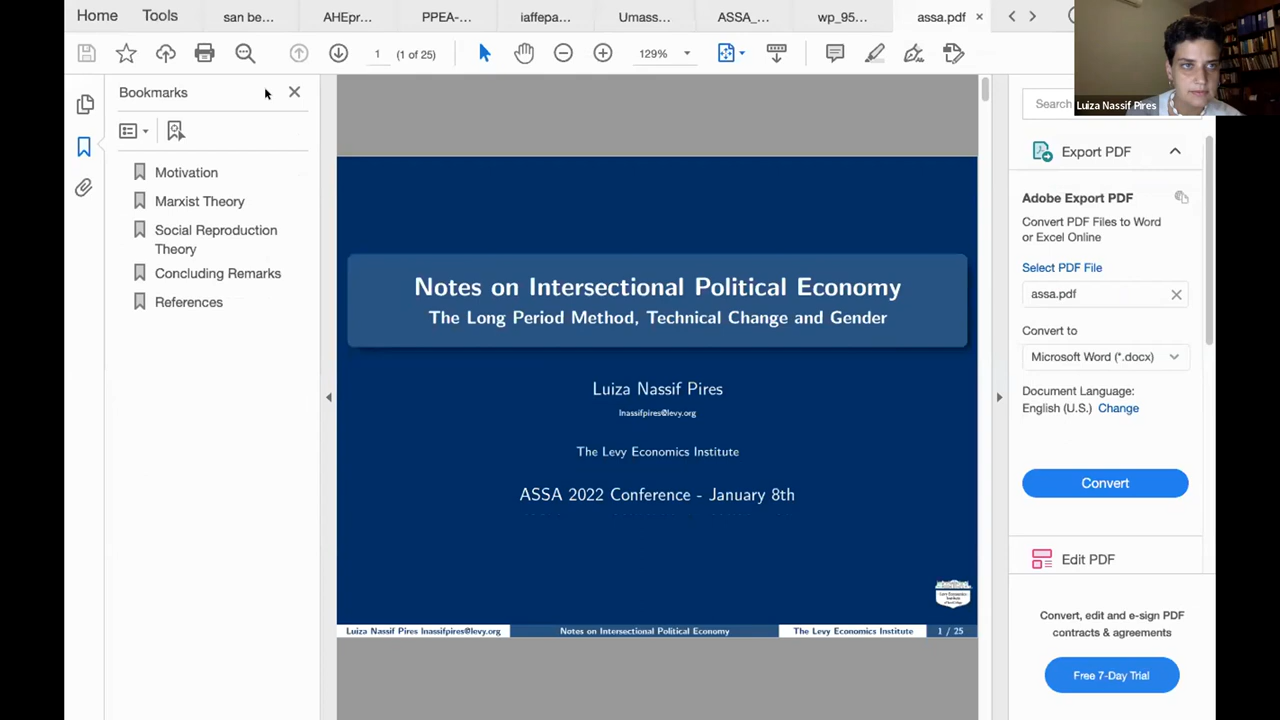 Home
Tools
san be...
AHEpr...
PPEA-...
iaffepa...
Umass...
ASSA_...
wp_95...
assa.pdf
1
(1 of 25)
129%
Luiza Nassif Pires
Bookmarks
Motivation
Marxist Theory
Social Reproduction
Theory
Concluding Remarks
References
Notes on Intersectional Political Economy
The Long Period Method, Technical Change and Gender
Luiza Nassif Pires
lnassifpires@levy.org
The Levy Economics Institute
ASSA 2022 Conference - January 8th
Luiza Nassif Pires lnassifpires@levy.org
Notes on Intersectional Political Economy
The Levy Economics Institute
1 / 25
Search
Export PDF
Adobe Export PDF
Convert PDF Files to Word
or Excel Online
Select PDF File
assa.pdf
Convert to
Microsoft Word (*.docx)
Document Language:
English (U.S.) Change
Convert
Edit PDF
Convert, edit and e-sign PDF
contracts & agreements
Free 7-Day Trial